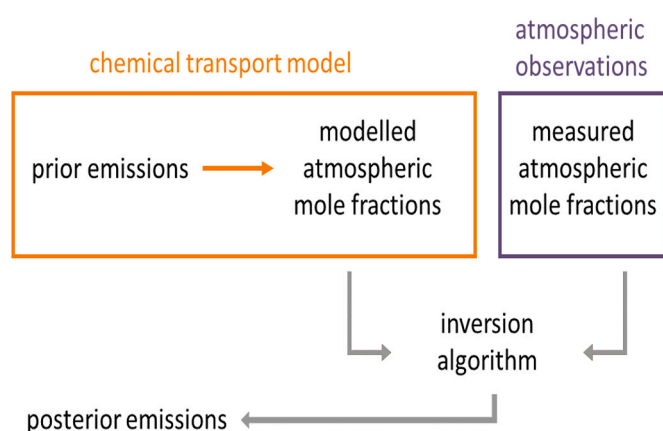 chemical transport model
atmospheric
observations
prior emissions
modelled
atmospheric
mole fractions
measured
atmospheric
mole fractions
inversion
algorithm
posterior emissions